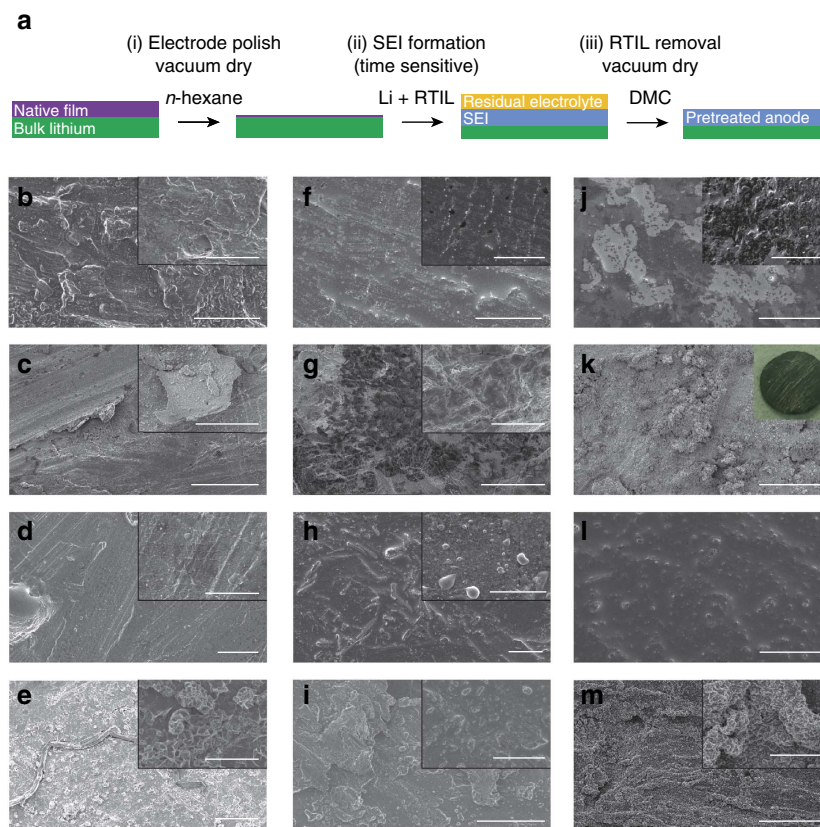 a
(i) Electrode polish
vacuum dry
(ii) SEI formation
(time sensitive)
(iii) RTIL removal
vacuum dry
Native film
Bulk lithium
n-hexane
Li + RTIL
Residual electrolyte
SEI
DMC
Pretreated anode
b
f
j
c
g
k
d
h
l
e
i
m